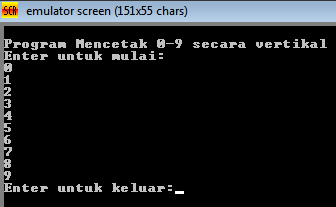 SCR emulator screen (151x55 chars)
Program Mencetak 0-9 secara vertikal
Enter untuk mulai:
0
1
2
3
4
5
6
7
8
9
Enter untuk keluar:_